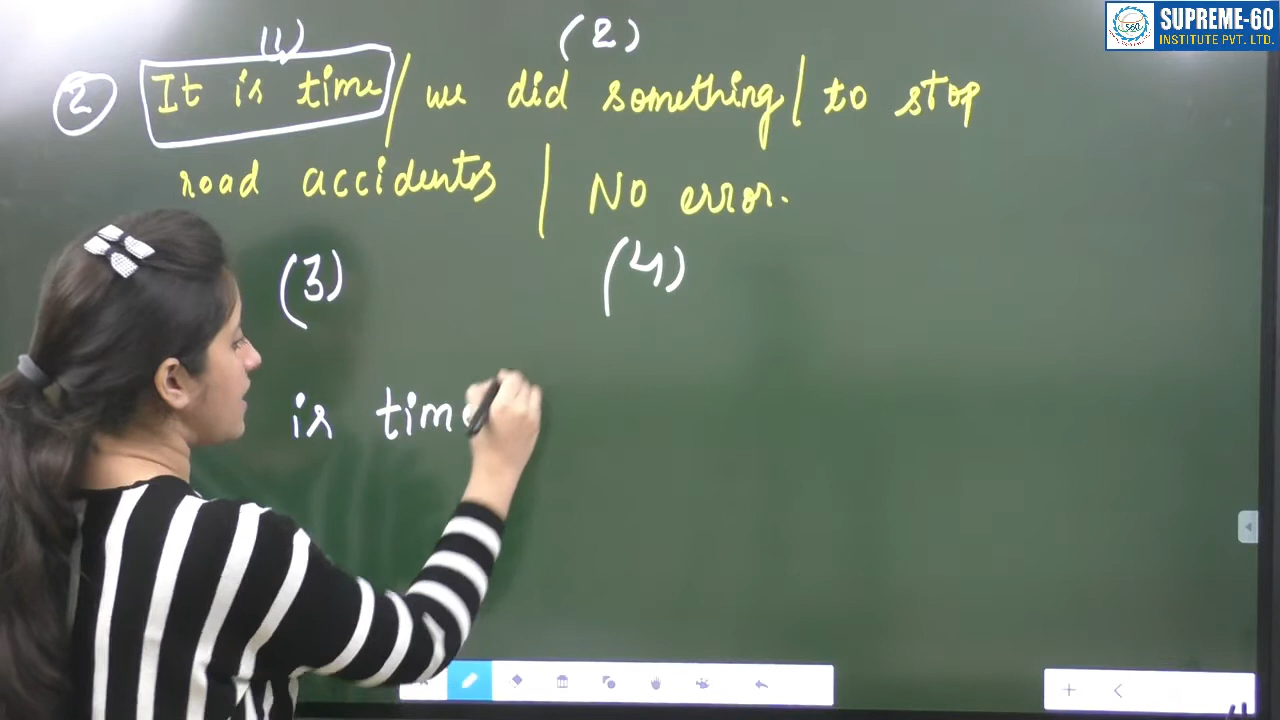 SUPREME-60
INSTITUTE PVT. LTD.
S60
(1) (2)
2 It is time / we did something / to stop
road accidents / No error.
(3) (4)
is time